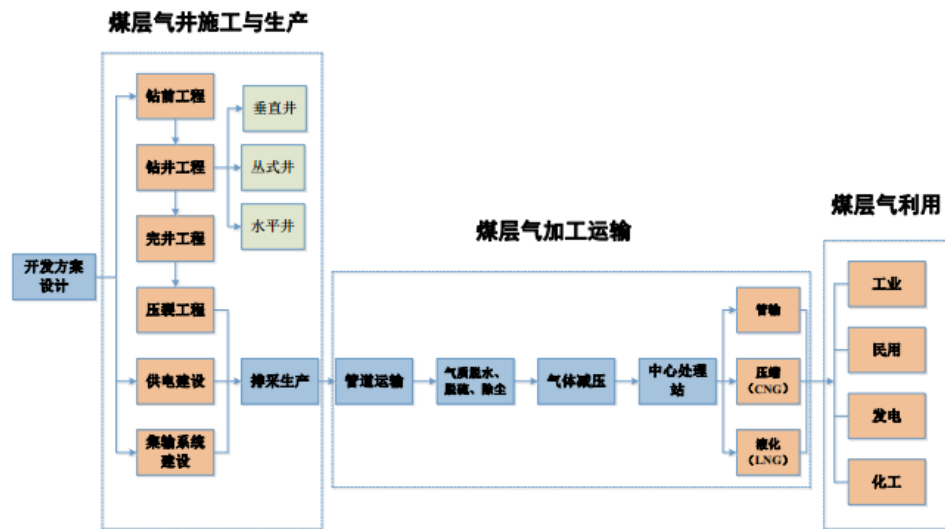 煤层气井施工与生产
钻前工程
垂直井
钻井工程
丛式井
完井工程
水平井
开发方案
设计
压裂工程
供电建设
排采生产
集输系统
建设
煤层气加工运输
管道运输
气质脱水、
脱硫、除尘
气体减压
中心处理
站
管输
压缩
(CNG)
液化
(LNG)
煤层气利用
工业
民用
发电
化工